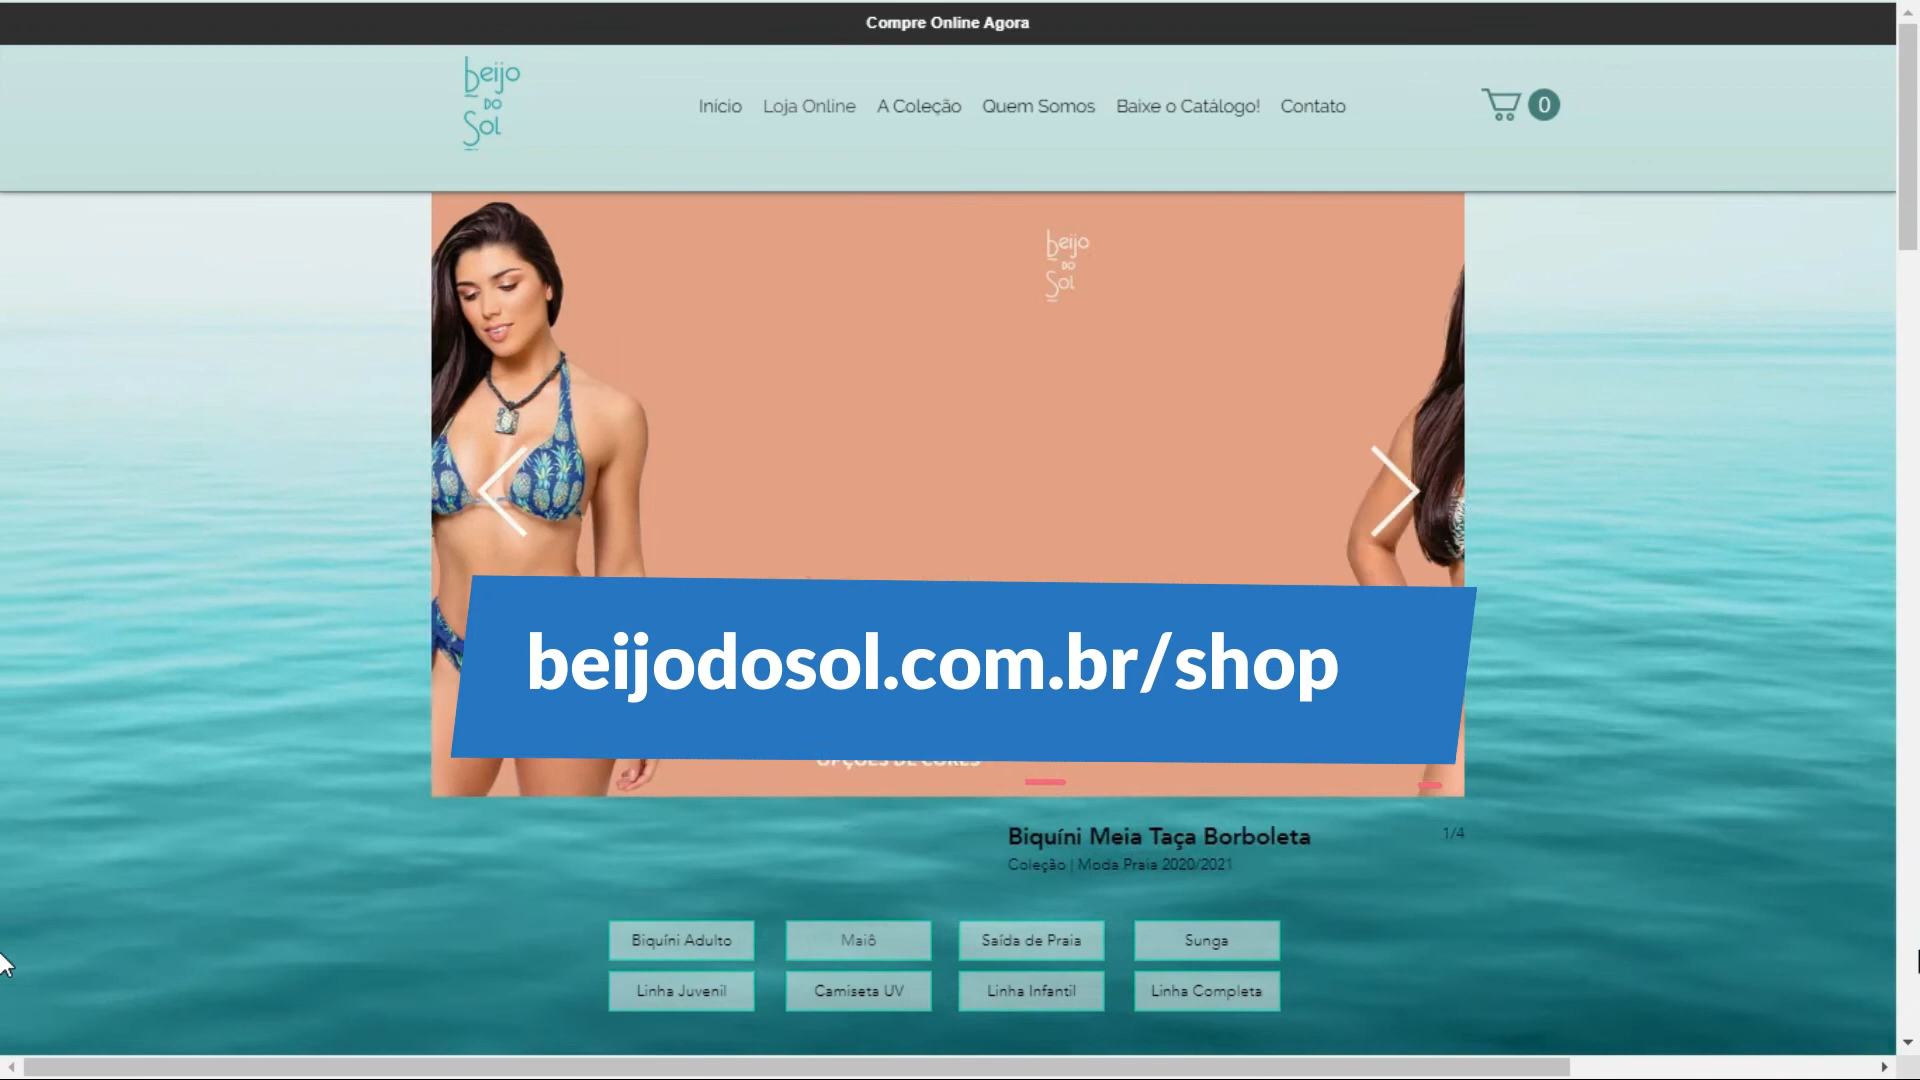 Compre Online Agora
beijo
DO
Sol
Início
Loja Online
A Coleção
Quem Somos
Baixe o Catálogo!
Contato
0
beijo
DO
Sol
beijodosol.com.br/shop
OPÇÕES DE CORES
Biquíni Meia Taça Borboleta
1/4
Coleção | Moda Praia 2020/2021
Biquíni Adulto
Maiô
Saída de Praia
Sunga
Linha Juvenil
Camiseta UV
Linha Infantil
Linha Completa